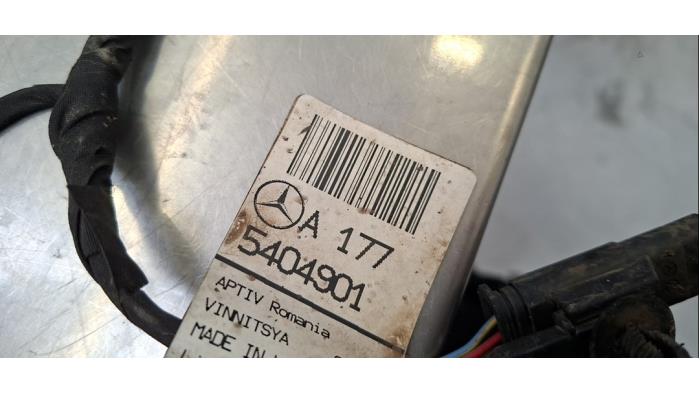 A 177
5404901
APTIV Romania
VINNITSYA
MADE IN